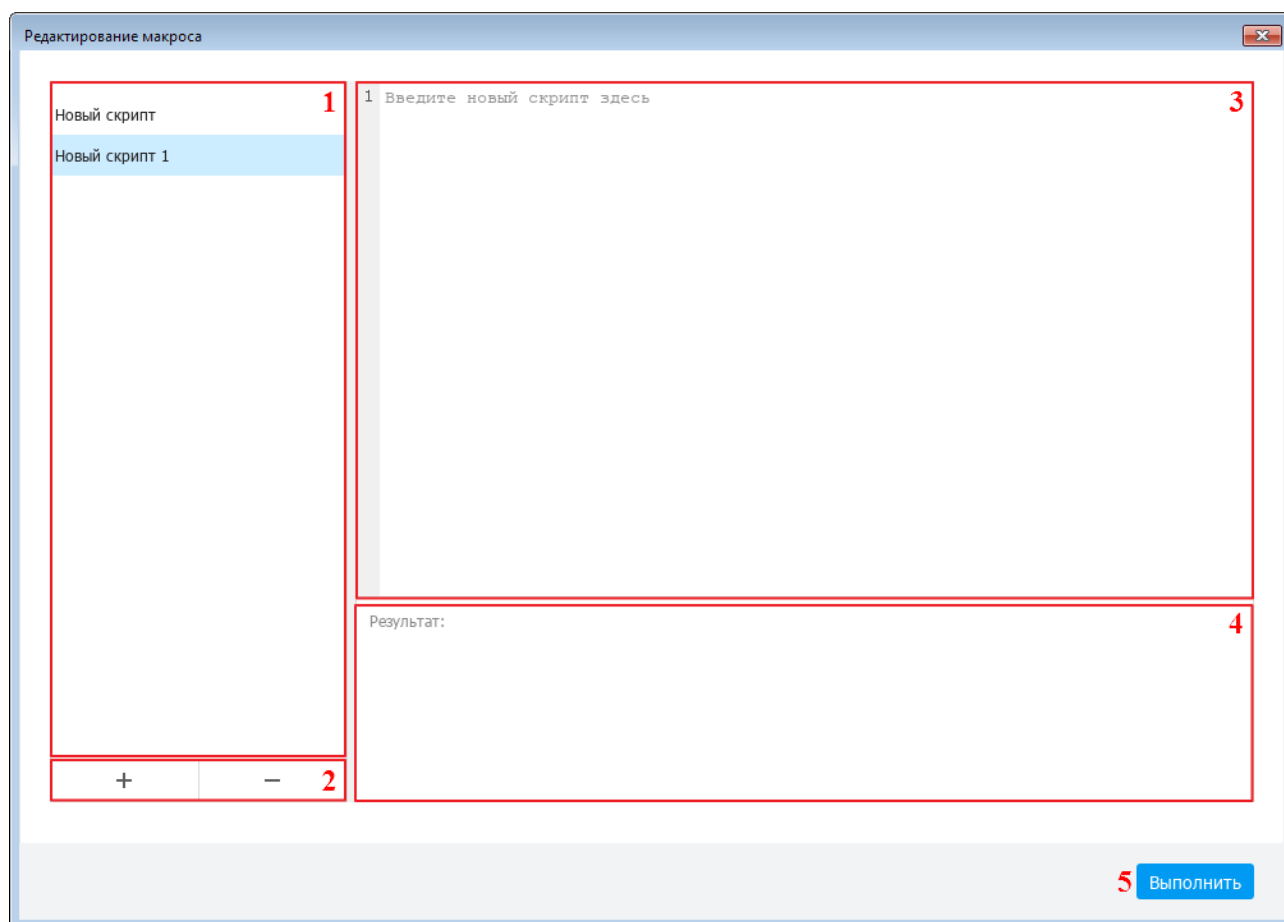 Редактирование макроса
1
Новый скрипт
Новый скрипт 1
+ − 2
1 Введите новый скрипт здесь 3
Результат: 4
5 Выполнить